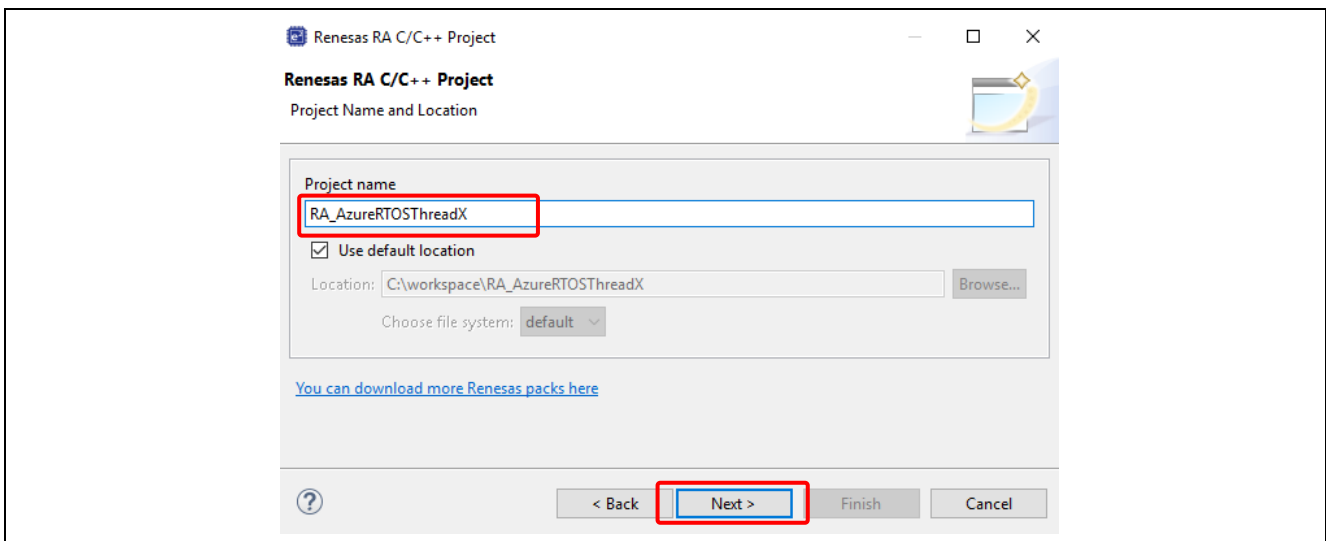 Renesas RA C/C++ Project
Renesas RA C/C++ Project
Project Name and Location
Project name
RA_AzureRTOSThreadX
Use default location
Location: C:\workspace\RA_AzureRTOSThreadX Browse...
Choose file system: default
You can download more Renesas packs here
? < Back Next > Finish Cancel